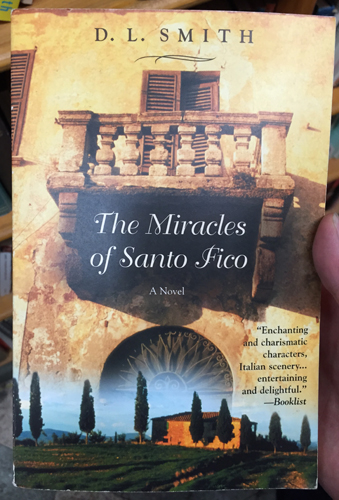 D. L. SMITH
The Miracles
of Santo Fico
A Novel
“Enchanting
and charismatic
characters,
Italian scenery...
entertaining
and delightful.”
—Booklist